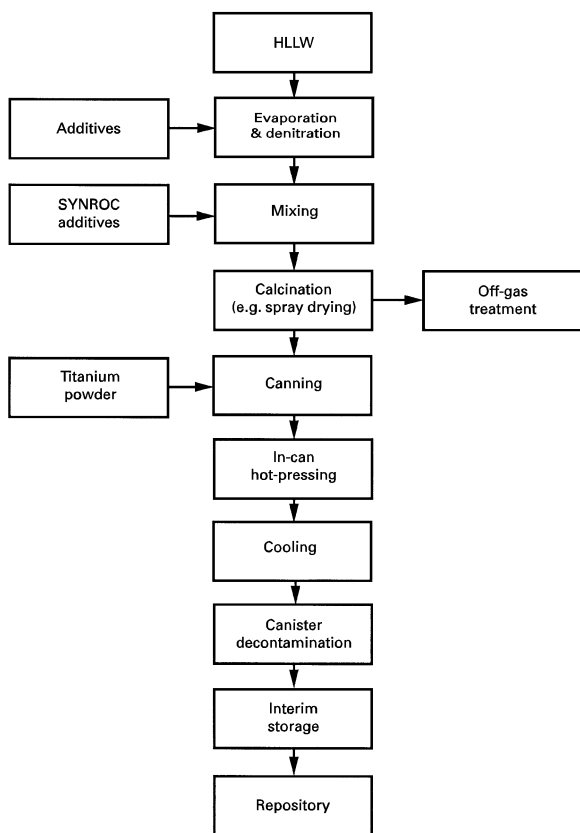 HLLW
Additives
Evaporation
& denitration
SYNROC
additives
Mixing
Calcination
(e.g. spray drying)
Off-gas
treatment
Titanium
powder
Canning
In-can
hot-pressing
Cooling
Canister
decontamination
Interim
storage
Repository